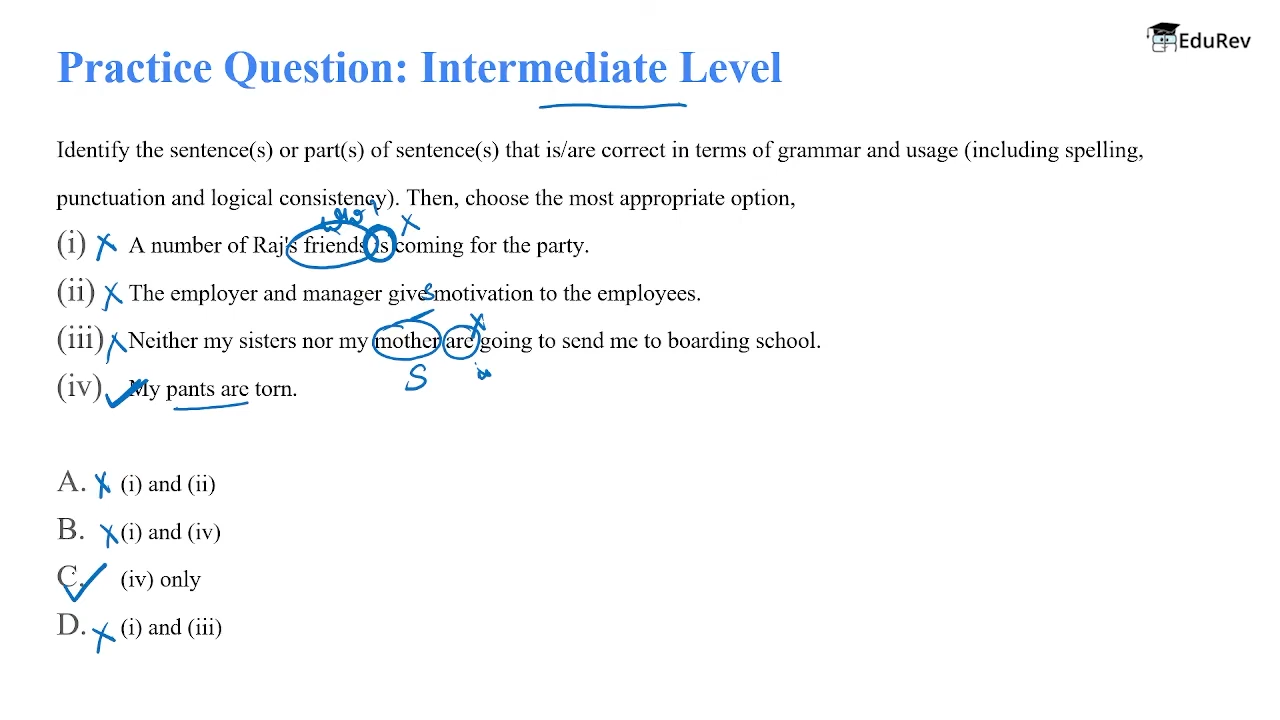 EduRev
Practice Question: Intermediate Level
Identify the sentence(s) or part(s) of sentence(s) that is/are correct in terms of grammar and usage (including spelling,
punctuation and logical consistency). Then, choose the most appropriate option,
(i) A number of Raj's friends is coming for the party.
(ii) The employer and manager give motivation to the employees.
s
(iii) Neither my sisters nor my mother are going to send me to boarding school.
S
(iv) My pants are torn.
A. (i) and (ii)
B. (i) and (iv)
C. (iv) only
D. (i) and (iii)